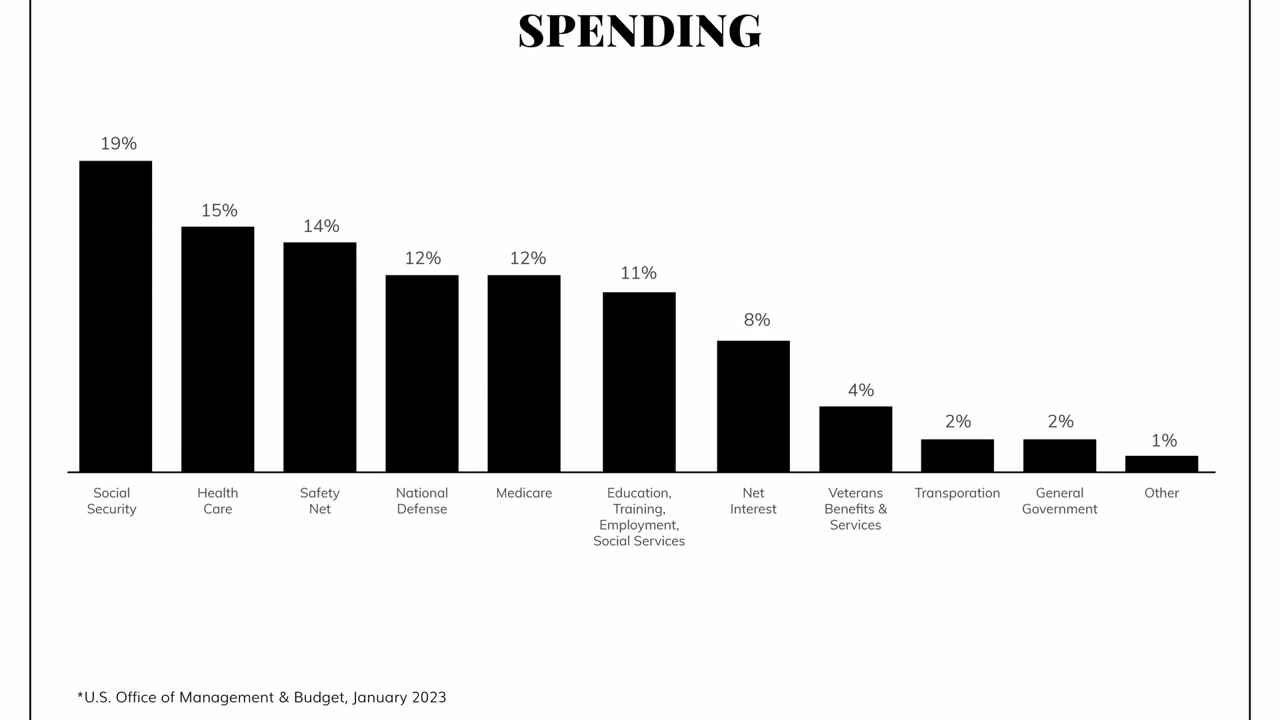 SPENDING
19%
15%
14%
12%
12%
11%
8%
4%
2%
2%
1%
Social
Security
Health
Care
Safety
Net
National
Defense
Medicare
Education,
Training,
Employment,
Social Services
Net
Interest
Veterans
Benefits &
Services
Transporation
General
Government
Other
*U.S. Office of Management & Budget, January 2023